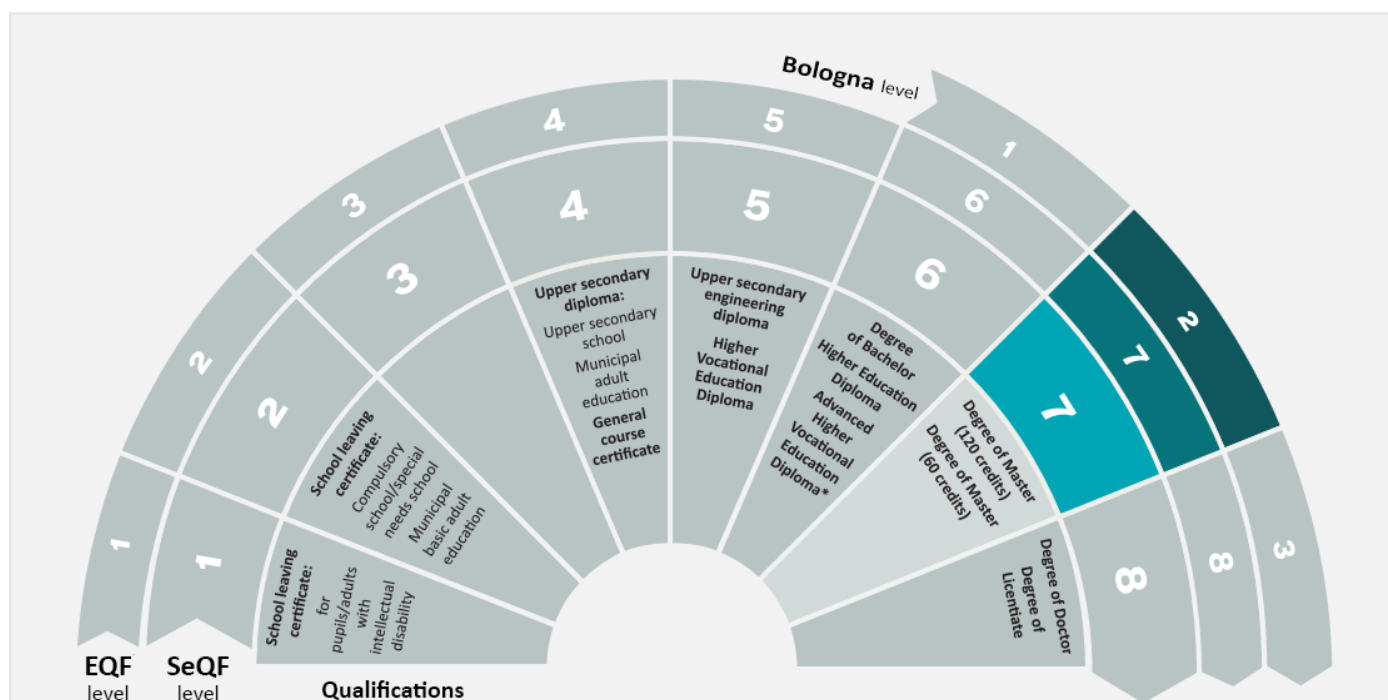 Bologna level
1
2
3
4
5
6
7
8
1
2
3
4
5
6
7
8
1
2
3
School leaving
certificate:
for
pupils/adults
with
intellectual
disability
School leaving
certificate:
Compulsory
school/special
needs school
Municipal
basic adult
education
Upper secondary
diploma:
Upper secondary
school
Municipal
adult
education
General
course
certificate
Upper secondary
engineering
diploma
Higher
Vocational
Education
Diploma
Degree
of Bachelor
Higher Education
Diploma
Advanced
Higher
Vocational
Education
Diploma*
Degree of Master
(120 credits)
Degree of Master
(60 credits)
Degree of Doctor
Degree of
Licentiate
EQF
level
SeQF
level
Qualifications